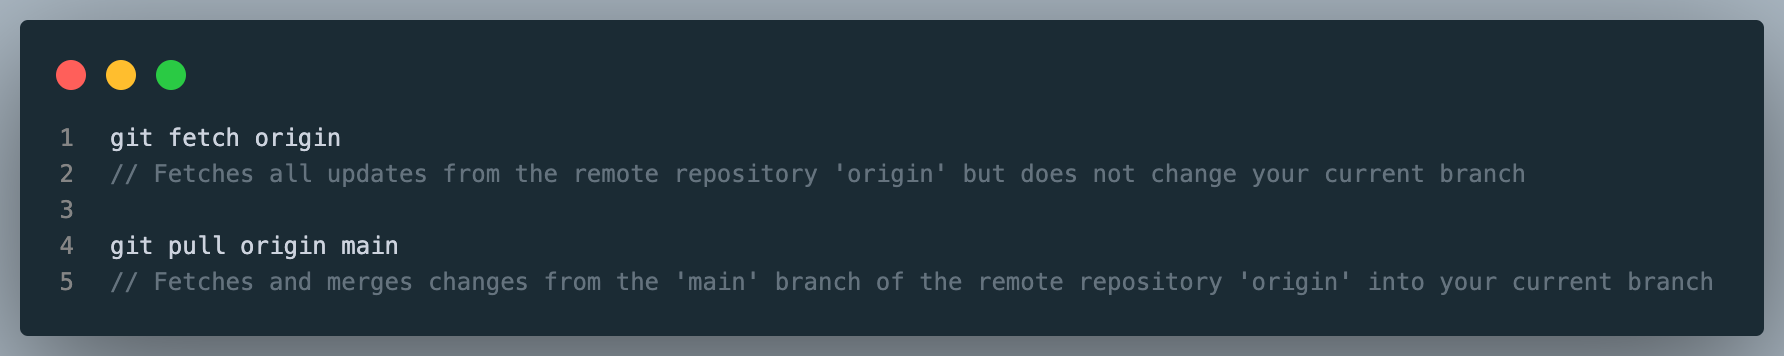 1 git fetch origin
2 // Fetches all updates from the remote repository 'origin' but does not change your current branch
3
4 git pull origin main
5 // Fetches and merges changes from the 'main' branch of the remote repository 'origin' into your current branch